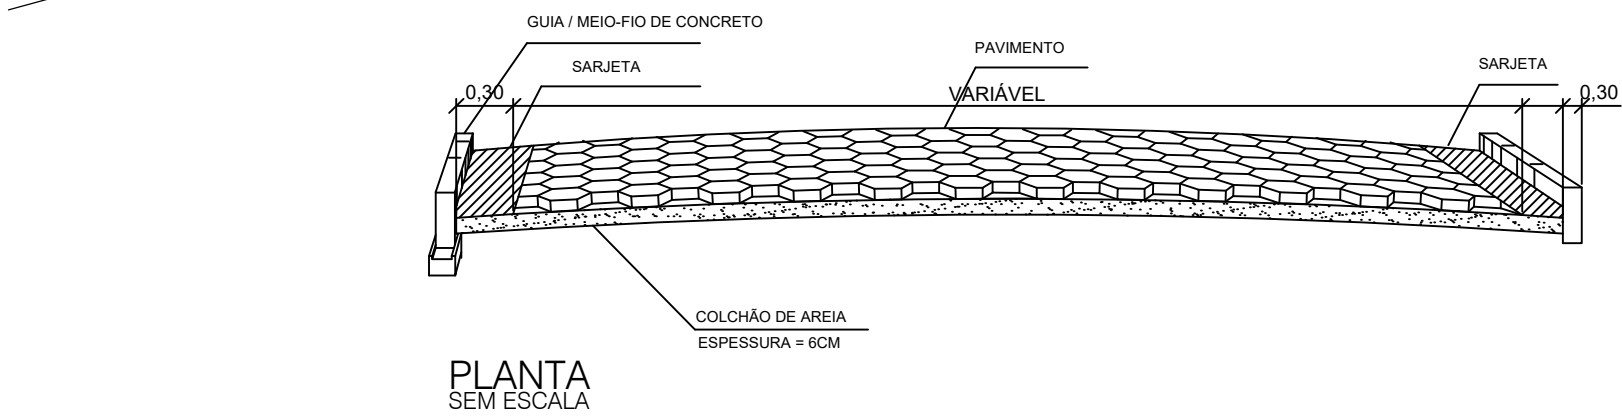 GUIA / MEIO-FIO DE CONCRETO
PAVIMENTO
SARJETA
SARJETA
0,30
VARIÁVEL
0,30
COLCHÃO DE AREIA
ESPESSURA = 6CM
PLANTA
SEM ESCALA